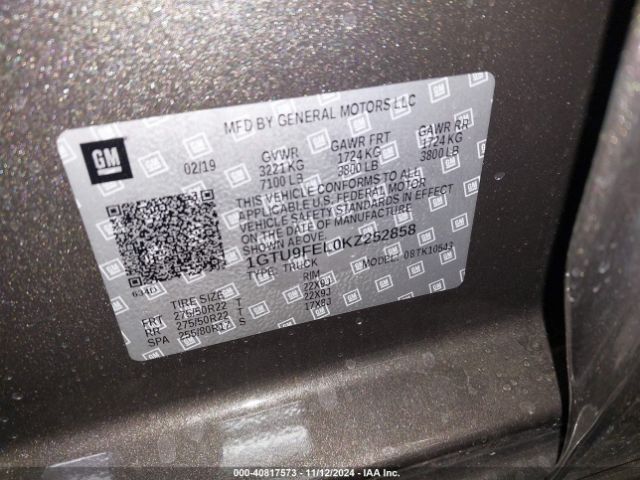 MFD BY GENERAL MOTORS LLC
GM
02/19
GVWR GAWR FRT GAWR RR
3221 KG 1724 KG 1724 KG
7100 LB 3800 LB 3800 LB
THIS VEHICLE CONFORMS TO ALL
APPLICABLE U.S. FEDERAL MOTOR
VEHICLE SAFETY STANDARDS IN EFFECT
ON THE DATE OF MANUFACTURE
1GTU9FEL0KZ252858
TYPE: TRUCK MODEL: 08TK10543
634D
TIRE SIZE RIM
FRT 275/50R22 T 22X9J
RR 275/50R22 T 22X9J
SPA 255/80R17 S 17X8J
000-40817573 - 11/12/2024 - IAA Inc.